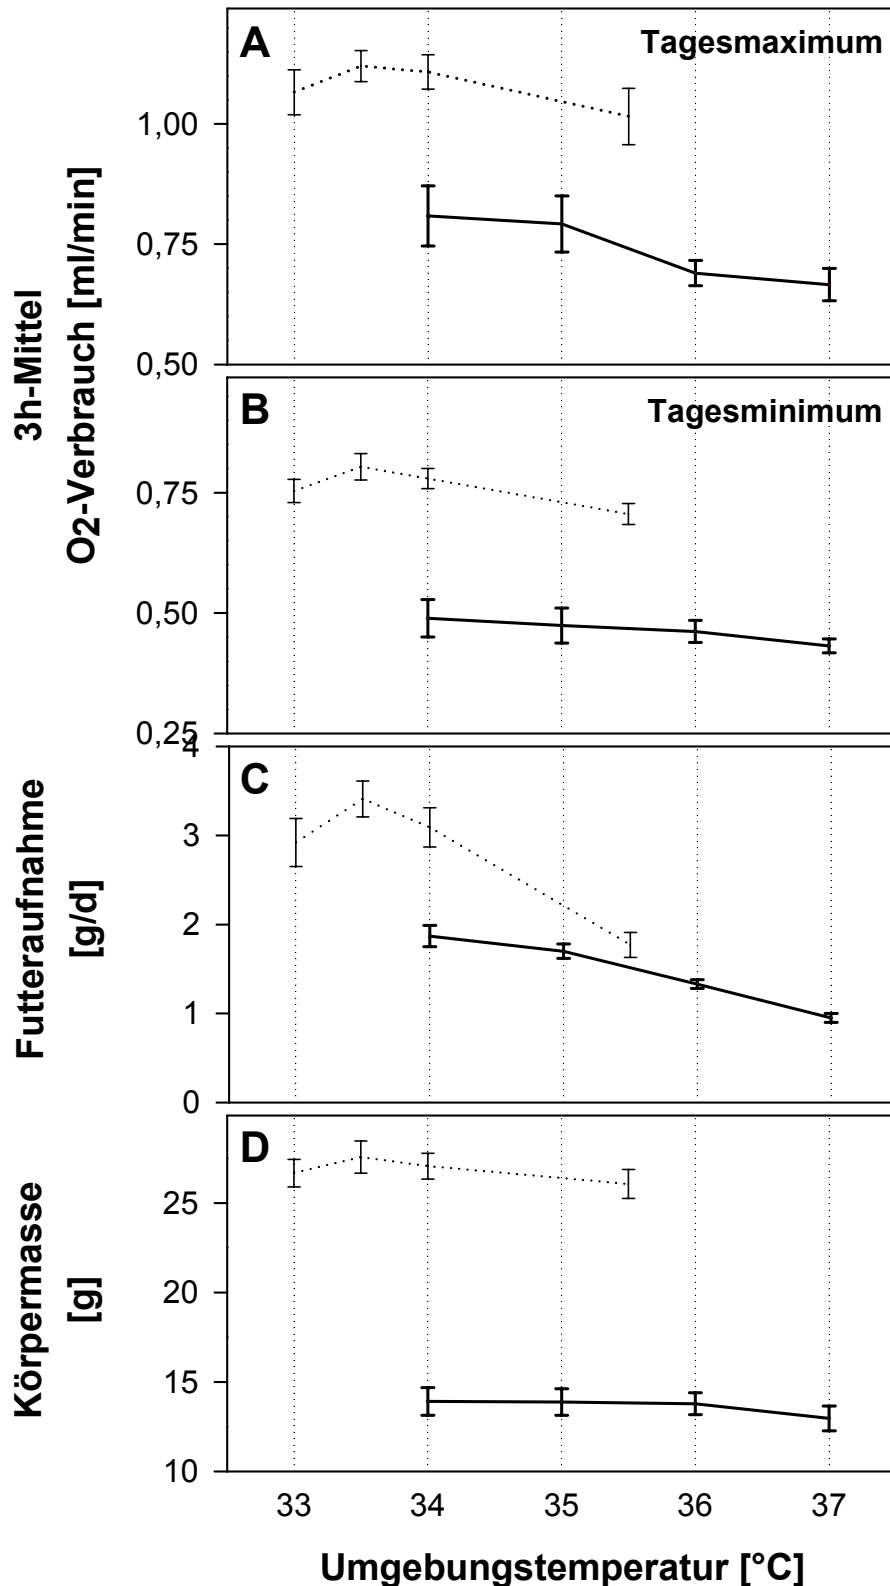 A
Tagesmaximum
1,00
0,75
0,50
3h-Mittel
O2-Verbrauch [ml/min]
B
Tagesminimum
0,75
0,50
0,25
C
4
3
2
1
0
Futteraufnahme
[g/d]
D
25
20
15
10
Körpermasse
[g]
33 34 35 36 37
Umgebungstemperatur [°C]